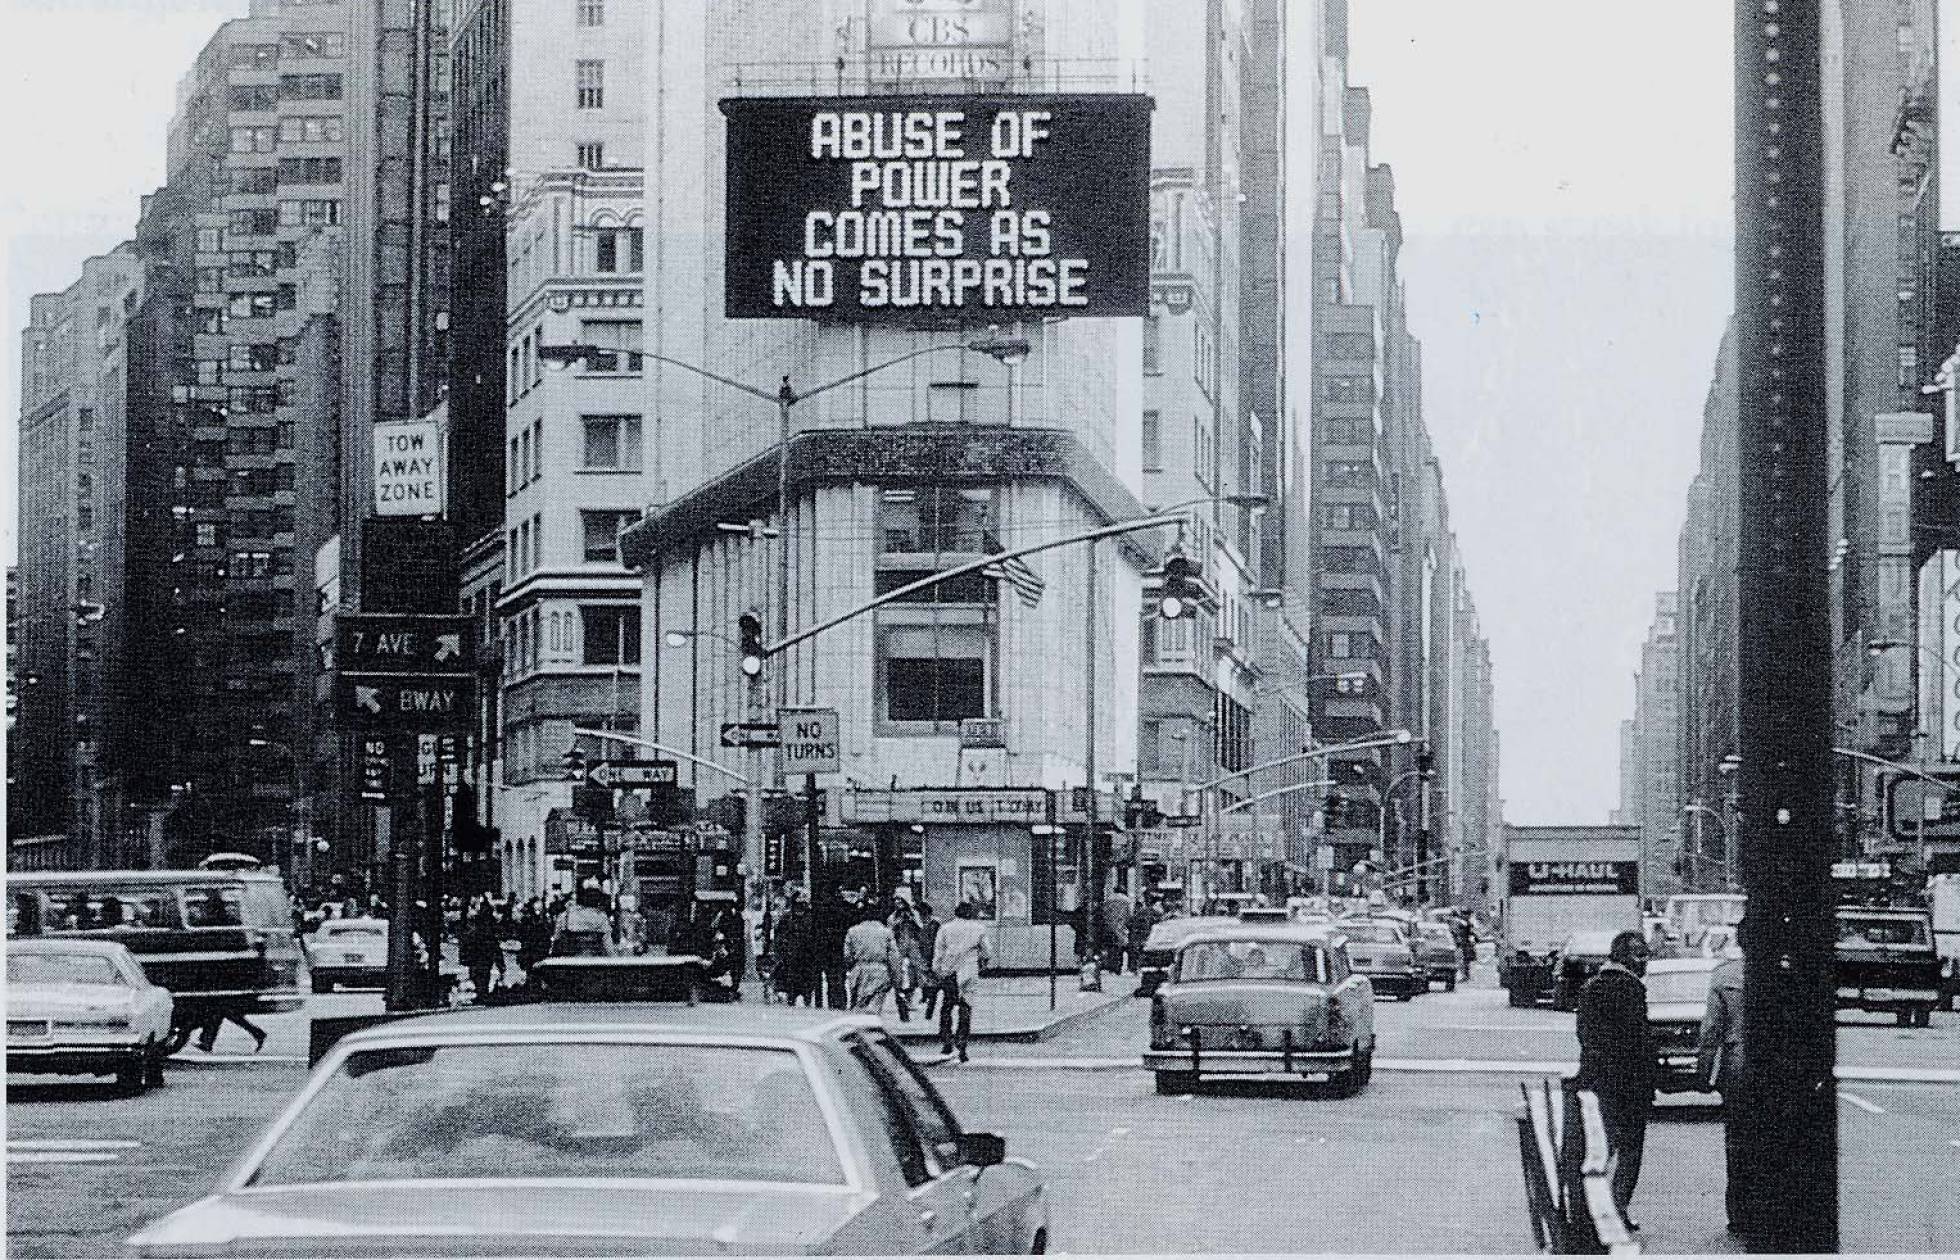 CBS
RECORDS
ABUSE OF
POWER
COMES AS
NO SURPRISE
TOW
AWAY
ZONE
7 AVE
BWAY
NO
TURNS
ONE WAY
U-HAUL